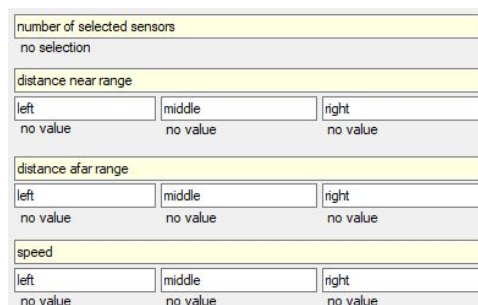 number of selected sensors
no selection
distance near range
left middle right
no value no value no value
distance afar range
left middle right
no value no value no value
speed
left middle right
no value no value no value